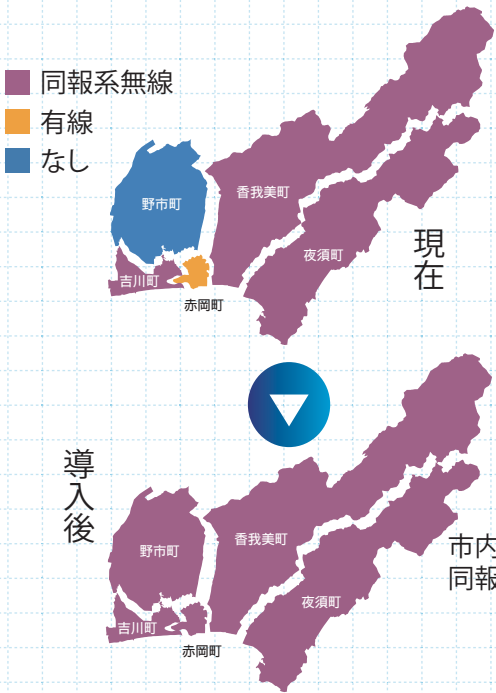 同報系無線
有線
なし
野市町
香我美町
夜須町
吉川町
赤岡町
現在
導入後
野市町
香我美町
夜須町
吉川町
赤岡町
市内
同報